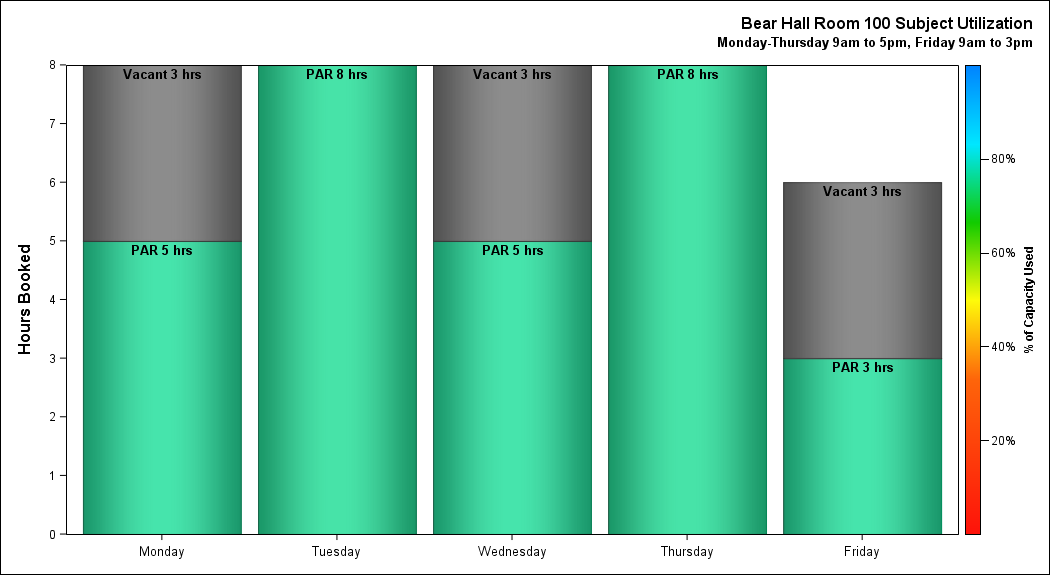 Bear Hall Room 100 Subject Utilization
Monday-Thursday 9am to 5pm, Friday 9am to 3pm
Hours Booked
8
7
6
5
4
3
2
1
0
Vacant 3 hrs
PAR 5 hrs
PAR 8 hrs
Vacant 3 hrs
PAR 5 hrs
PAR 8 hrs
Vacant 3 hrs
PAR 3 hrs
Monday
Tuesday
Wednesday
Thursday
Friday
80%
60%
40%
20%
% of Capacity Used